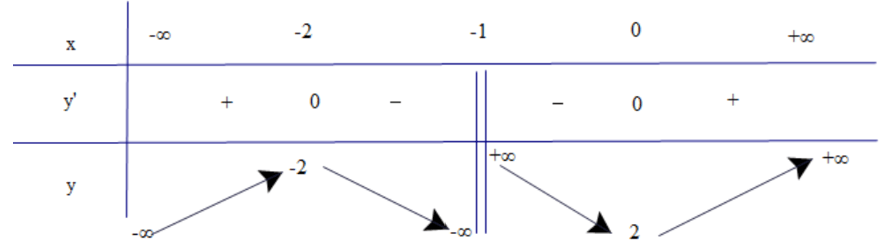 x -∞ -2 -1 0 +∞
y' + 0 − − 0 +
-2 +∞ +∞
y
-∞ -∞ 2